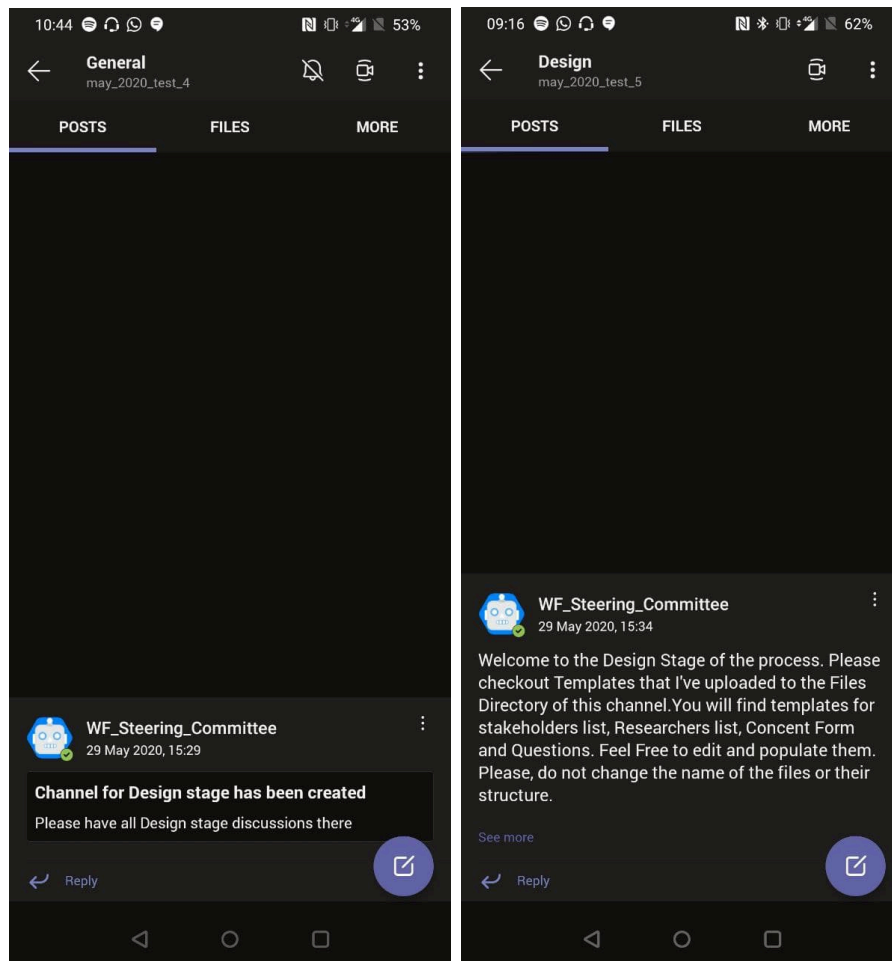 10:44
53%
General
may_2020_test_4
POSTS
FILES
MORE
WF_Steering_Committee
29 May 2020, 15:29
Channel for Design stage has been created
Please have all Design stage discussions there
Reply
09:16
4G
62%
Design
may_2020_test_5
POSTS
FILES
MORE
WF_Steering_Committee
29 May 2020, 15:34
Welcome to the Design Stage of the process. Please
checkout Templates that I've uploaded to the Files
Directory of this channel.You will find templates for
stakeholders list, Researchers list, Concent Form
and Questions. Feel Free to edit and populate them.
Please, do not change the name of the files or their
structure.
See more
Reply